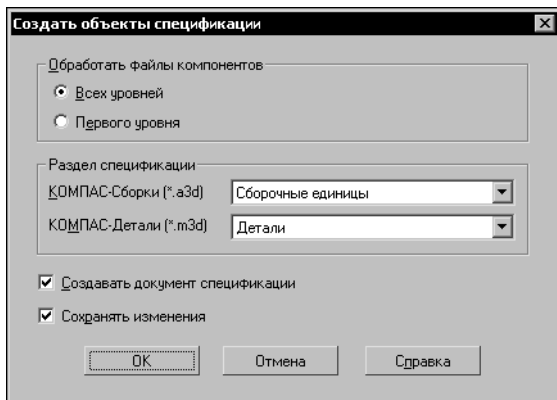 Создать объекты спецификации
Обработать файлы компонентов
Всех уровней
Первого уровня
Раздел спецификации
КОМПАС-Сборки (*.a3d) Сборочные единицы
КОМПАС-Детали (*.m3d) Детали
Создавать документ спецификации
Сохранять изменения
OK Отмена Справка